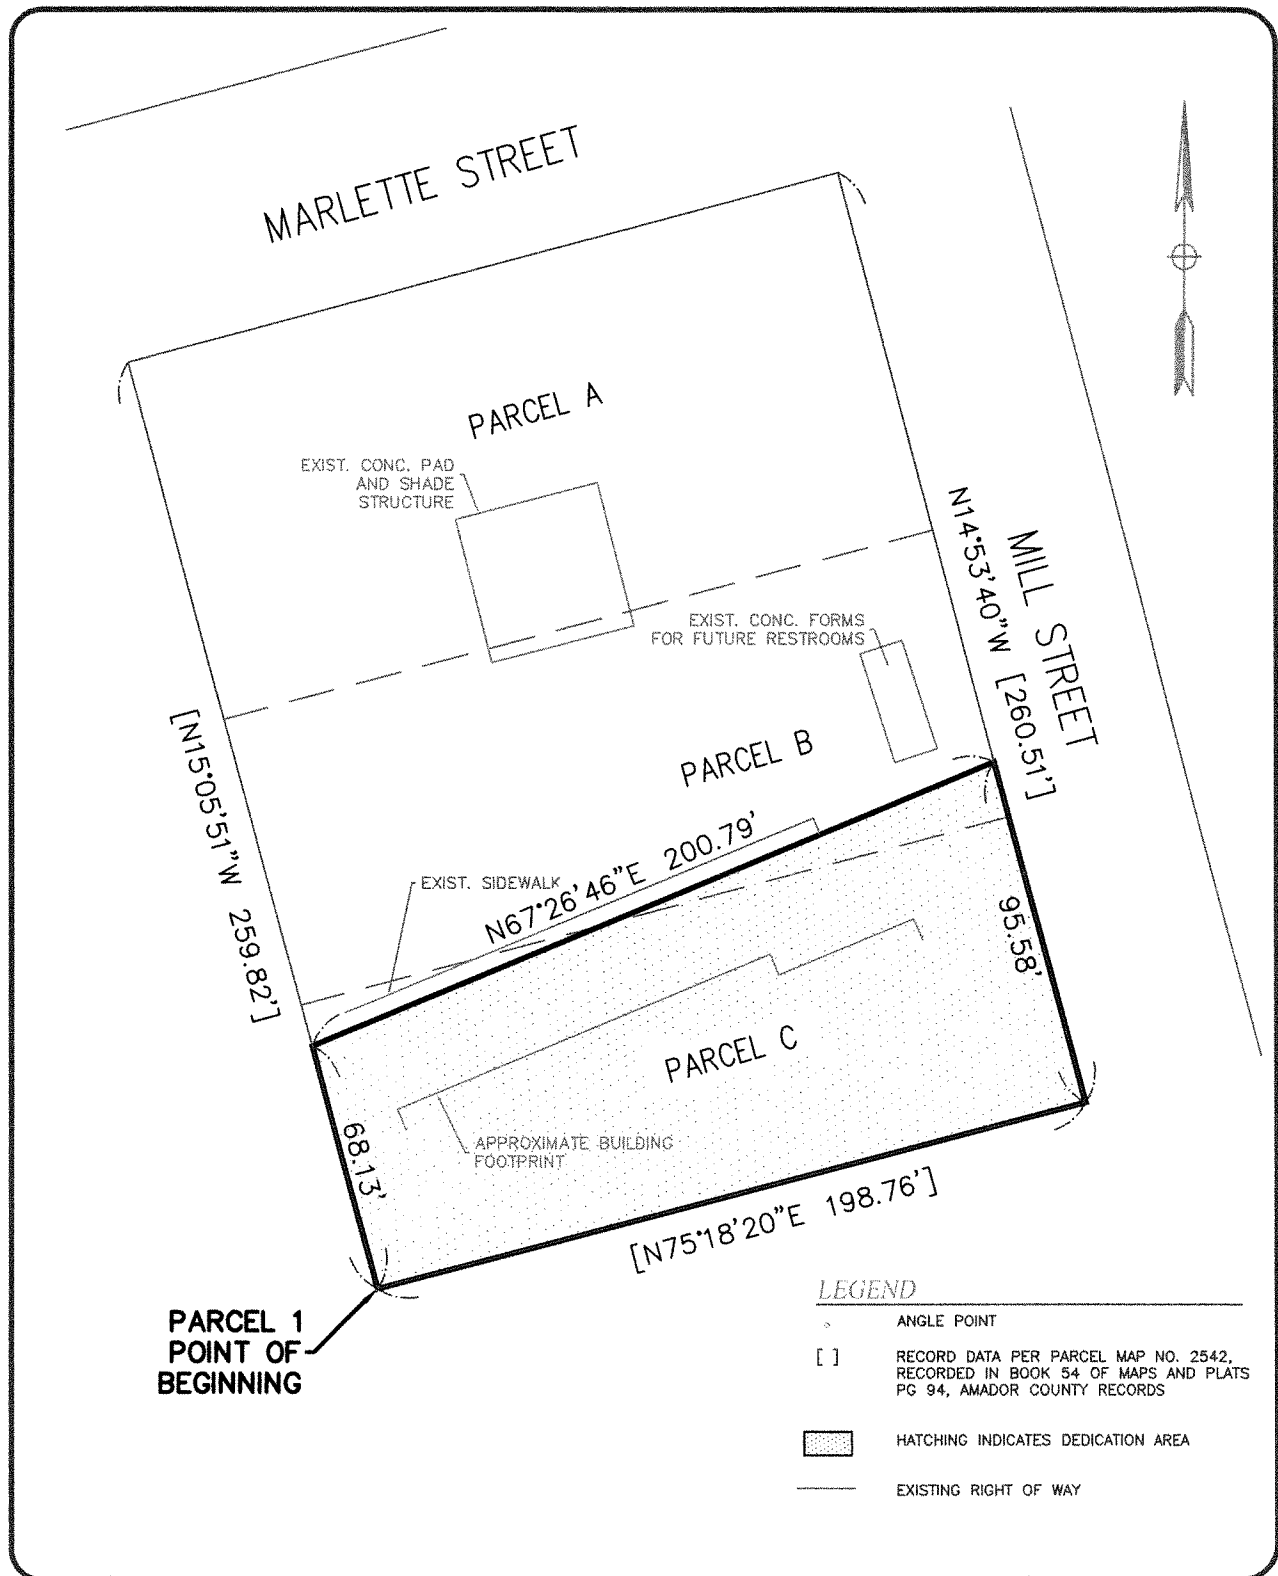 MARLETTE STREET
PARCEL A
EXIST. CONC. PAD
AND SHADE
STRUCTURE
N14°53'40"W [260.51']
MILL STREET
EXIST. CONC. FORMS
FOR FUTURE RESTROOMS
[N15°05'51"W 259.82']
PARCEL B
N67°26'46"E 200.79'
EXIST. SIDEWALK
95.58'
PARCEL C
68.13'
APPROXIMATE BUILDING
FOOTPRINT
[N75°18'20"E 198.76']
PARCEL 1
POINT OF
BEGINNING
LEGEND
ANGLE POINT
[ ] RECORD DATA PER PARCEL MAP NO. 2542,
RECORDED IN BOOK 54 OF MAPS AND PLATS
PG 94, AMADOR COUNTY RECORDS
HATCHING INDICATES DEDICATION AREA
EXISTING RIGHT OF WAY